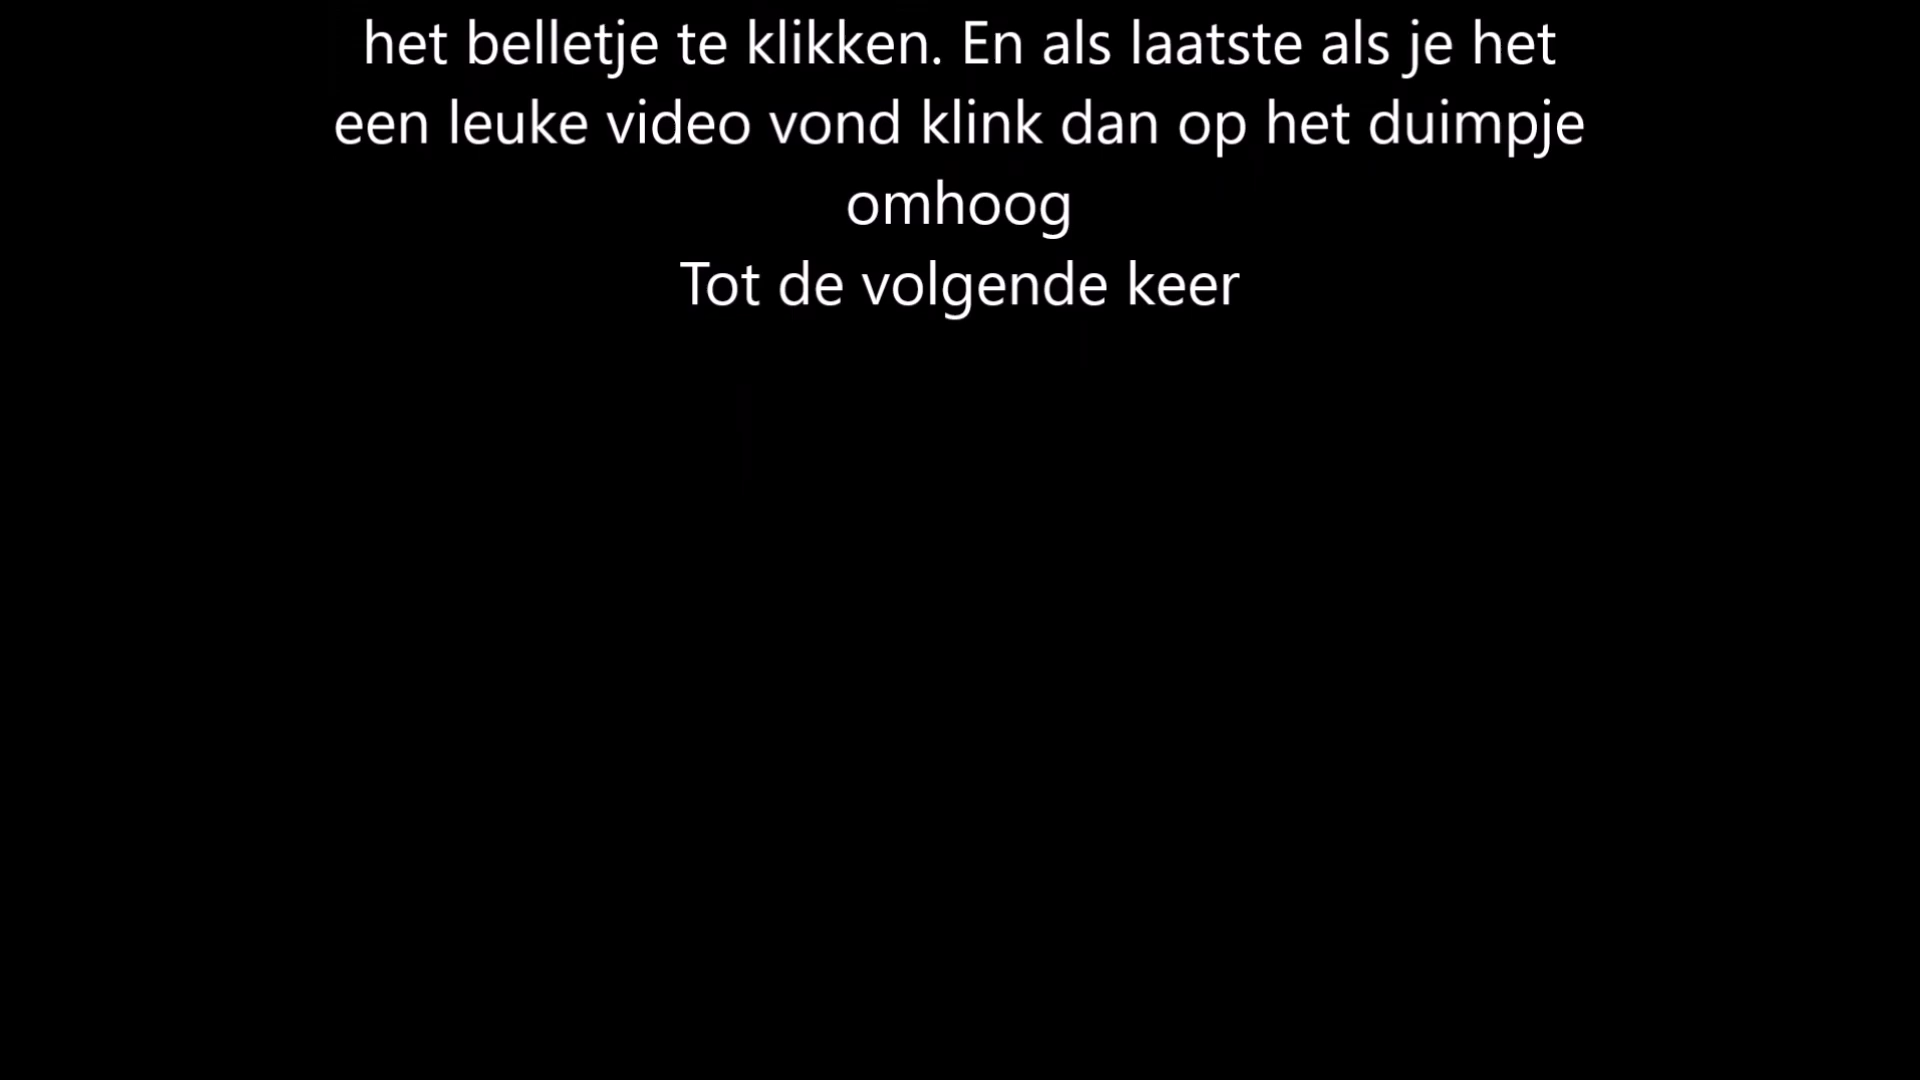 het belletje te klikken. En als laatste als je het
een leuke video vond klink dan op het duimpje
omhoog
Tot de volgende keer